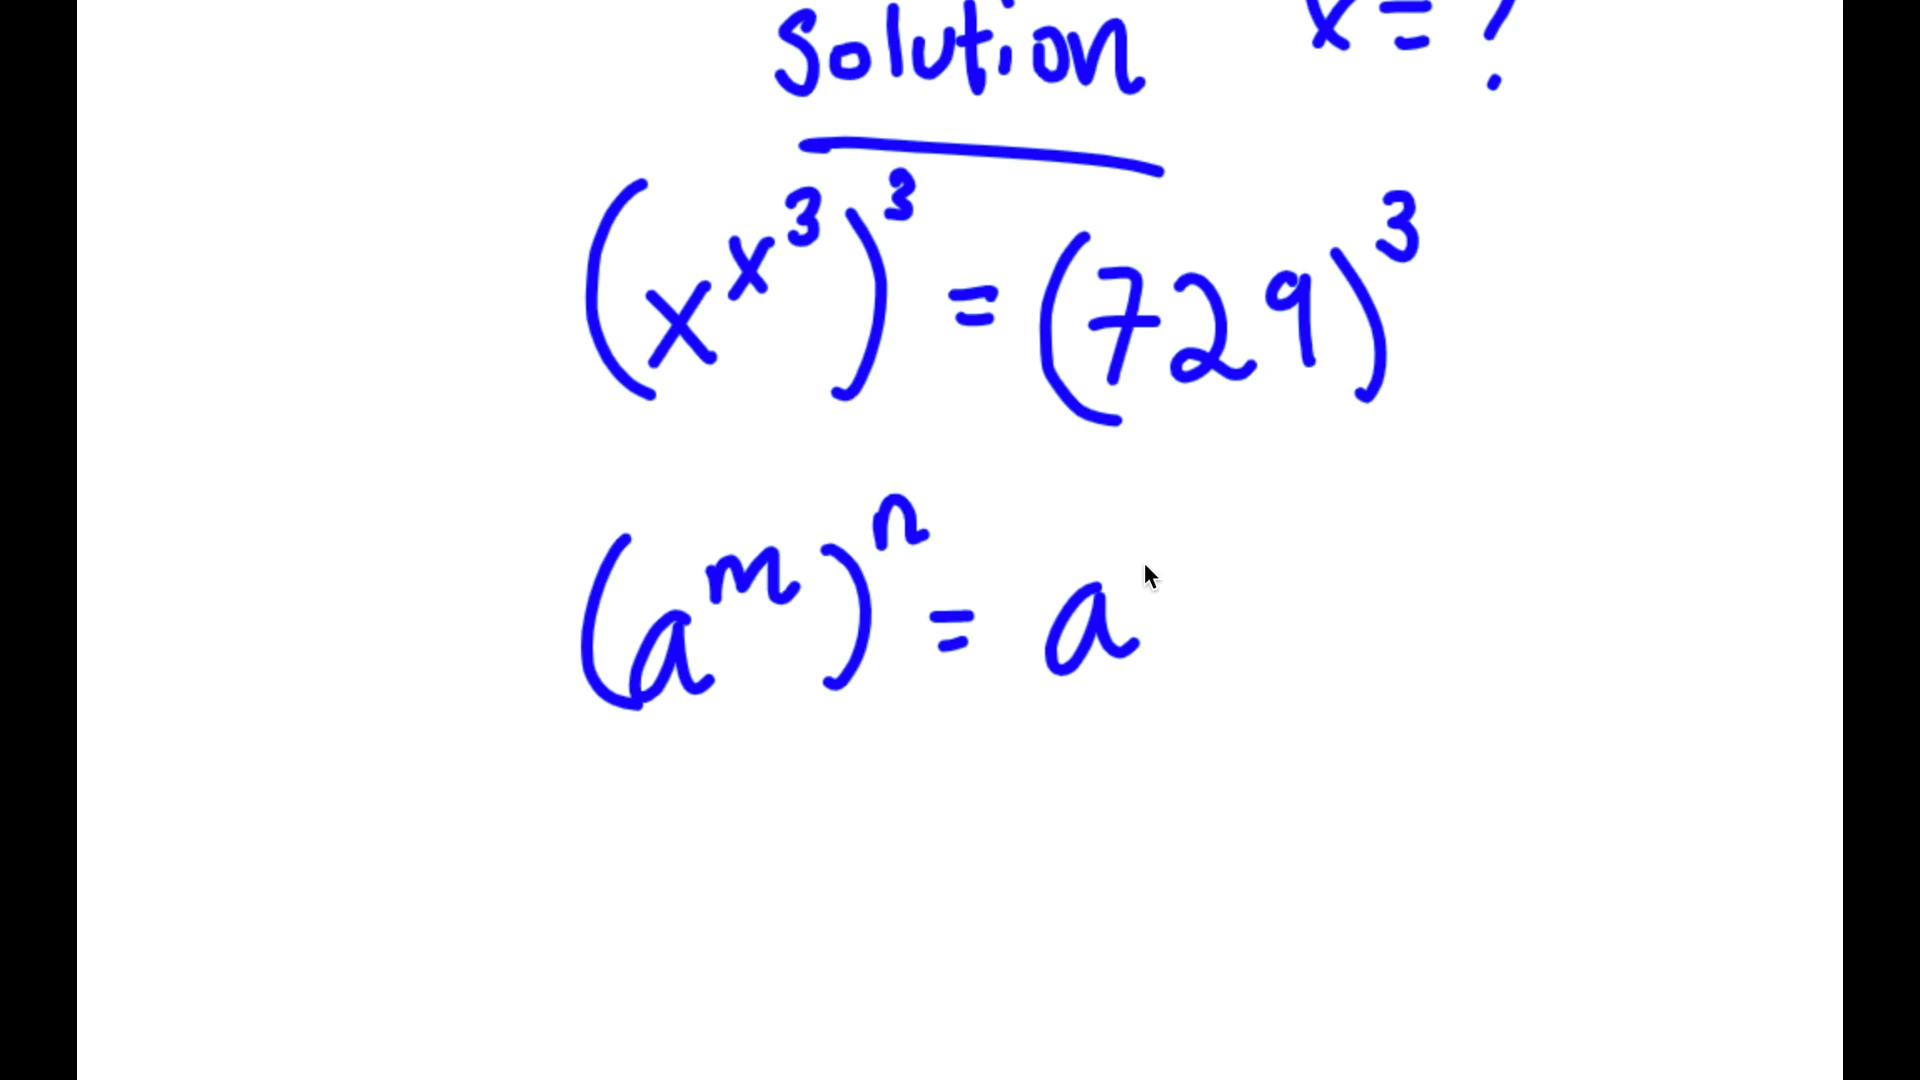 Solution x = ?
(x^{x^3})^3 = (729)^3
(a^m)^n = a